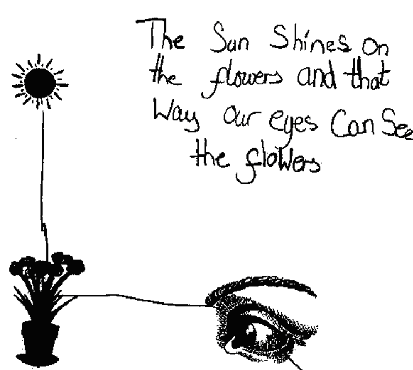 The Sun Shines On
the flowers and that
Way our eyes Can See
the flowers